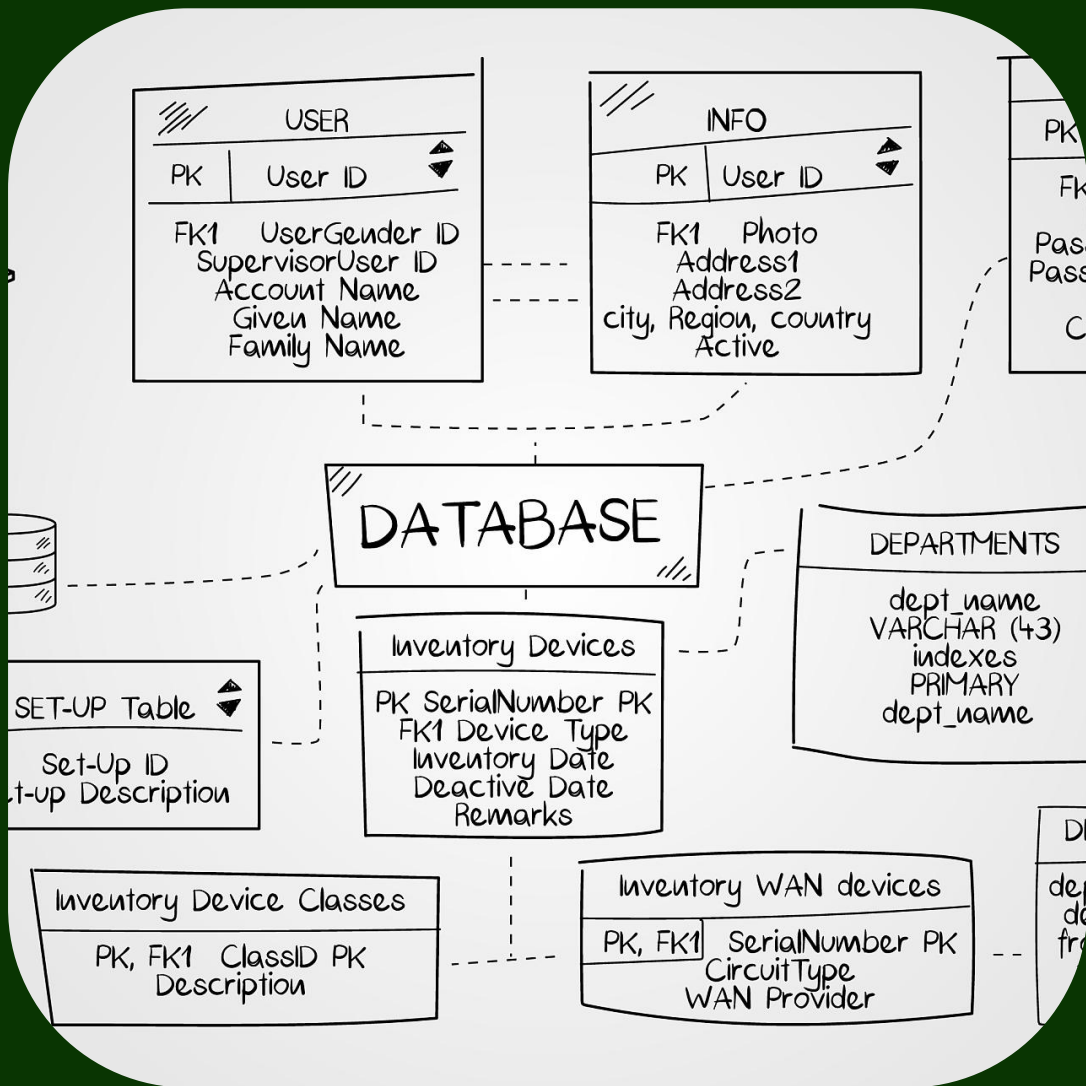 USER
PK User ID
FK1 UserGender ID
SupervisorUser ID
Account Name
Given Name
Family Name
INFO
PK User ID
FK1 Photo
Address1
Address2
city, Region, country
Active
PK
DATABASE
DEPARTMENTS
dept_name
VARCHAR (43)
indexes
PRIMARY
dept_name
Inventory Devices
PK SerialNumber PK
FK1 Device Type
Inventory Date
Deactive Date
Remarks
SET-UP Table
Set-Up ID
Description
Inventory Device Classes
PK, FK1 ClassID PK
Description
Inventory WAN devices
PK, FK1 SerialNumber PK
CircuitType
WAN Provider